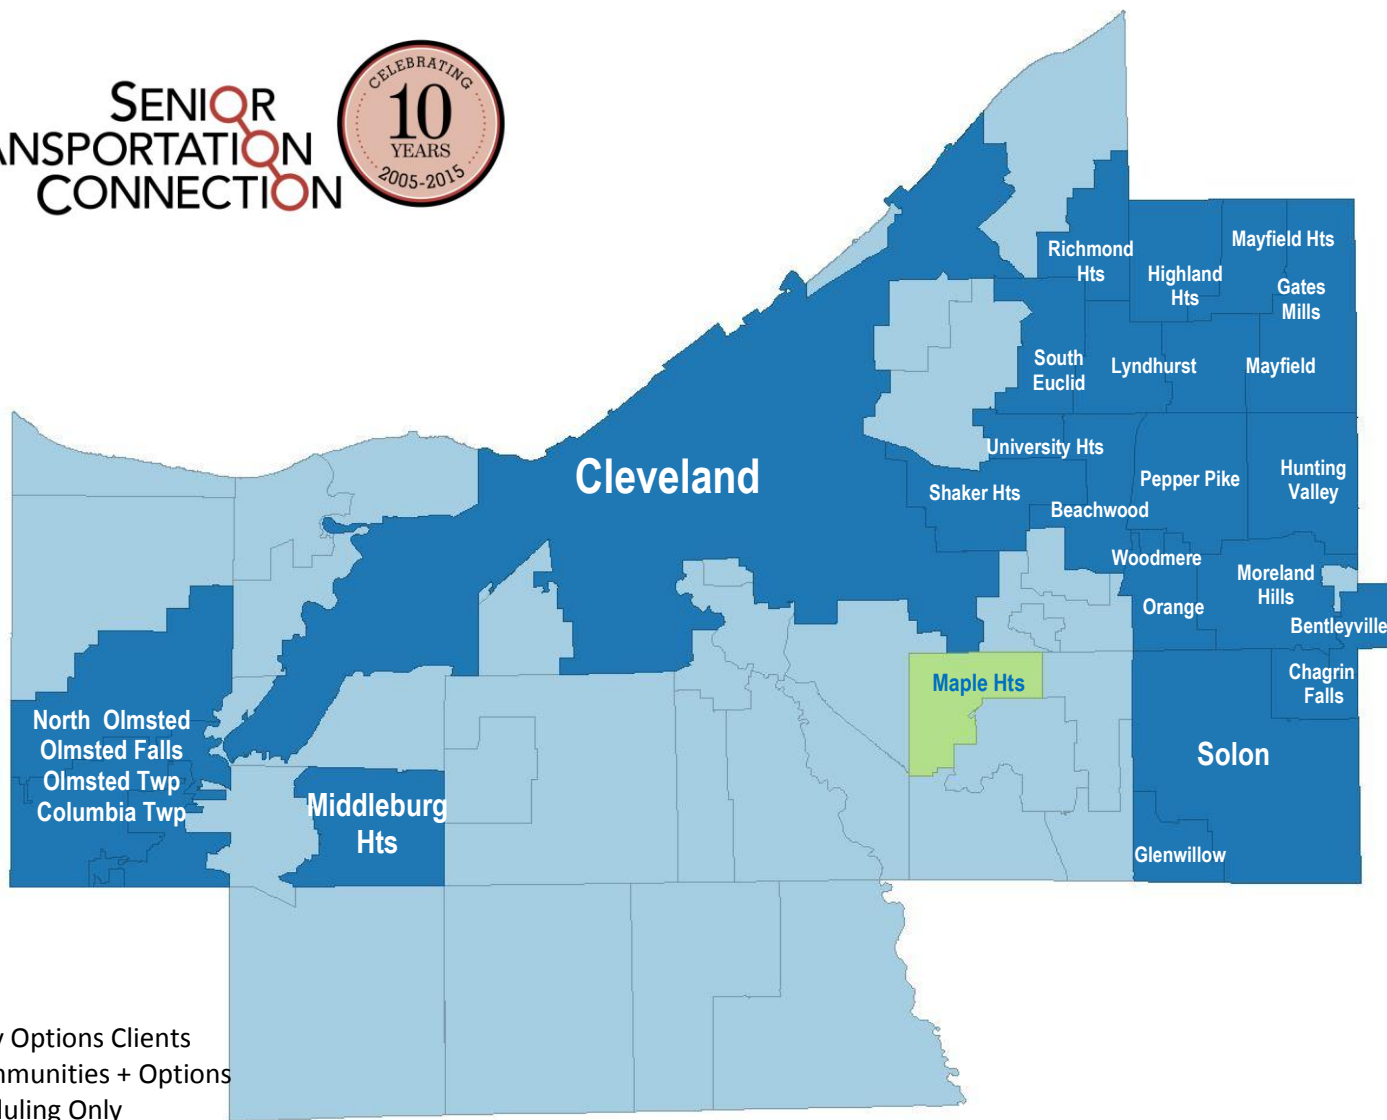 SENIOR
ANSPORTATION
CONNECTION
CELEBRATING
10
YEARS
2005-2015
Richmond
Hts
Highland
Hts
Mayfield Hts
Gates
Mills
South
Euclid
Lyndhurst
Mayfield
Cleveland
University Hts
Shaker Hts
Beachwood
Pepper Pike
Hunting
Valley
Woodmere
Orange
Moreland
Hills
Bentleyville
Maple Hts
Chagrin
Falls
North Olmsted
Olmsted Falls
Olmsted Twp
Columbia Twp
Middleburg
Hts
Solon
Glenwillow
y Options Clients
mmunities + Options
duling Only